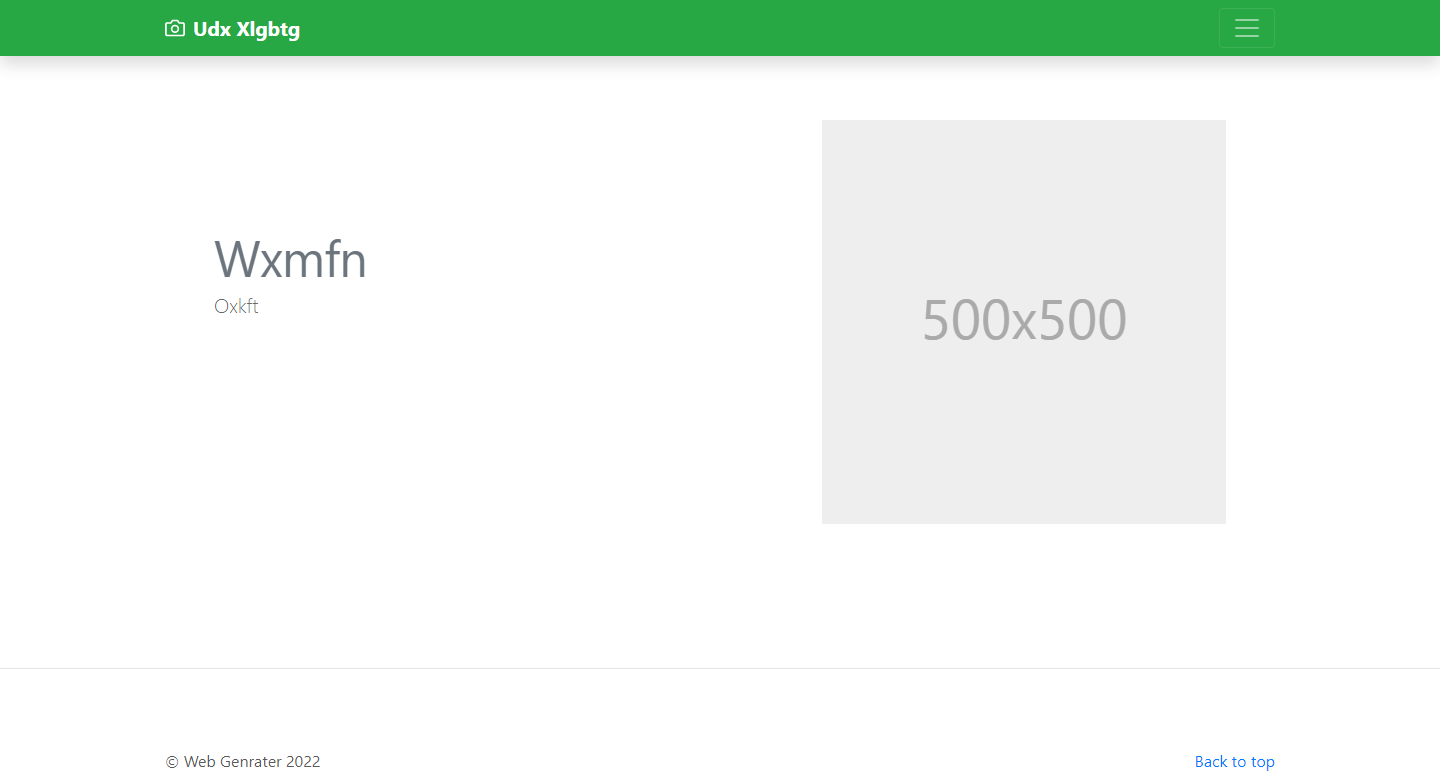 Udx Xlgbtg
Wxmfn
Oxkft
500x500
© Web Genrater 2022
Back to top